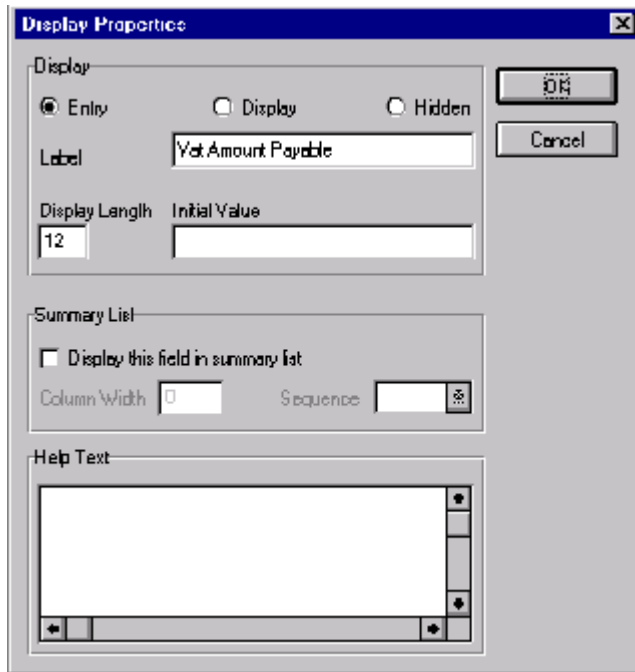 Display Properties
Display
OK
Entry Display Hidden
Cancel
Label Vat Amount Payable
Display Length Initial Value
12
Summary List
Display this field in summary list
Column Width 0 Sequence
Help Text